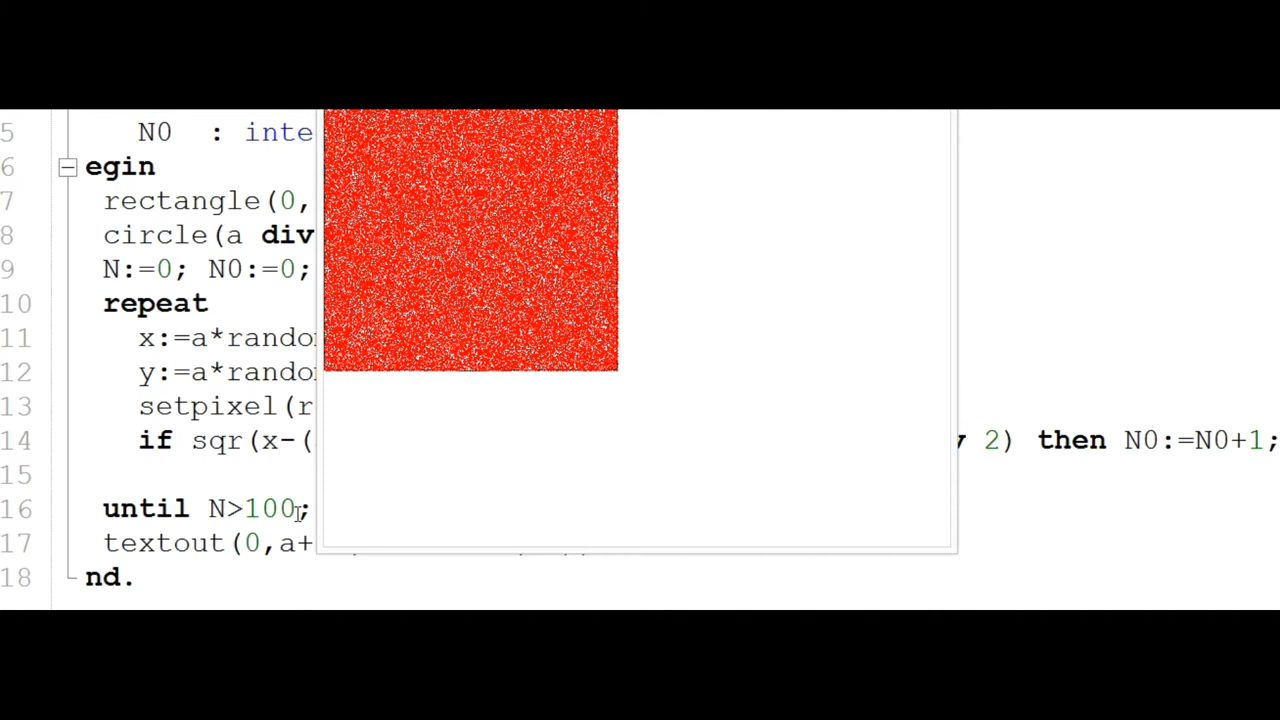 5 N0 : inte
6 egin
7 rectangle(0,
8 circle(a div
9 N:=0; N0:=0;
10 repeat
11 x:=a*rando
12 y:=a*rando
13 setpixel(r
14 if sqr(x-( 2) then N0:=N0+1;
15
16 until N>100;
17 textout(0,a+
18 nd.